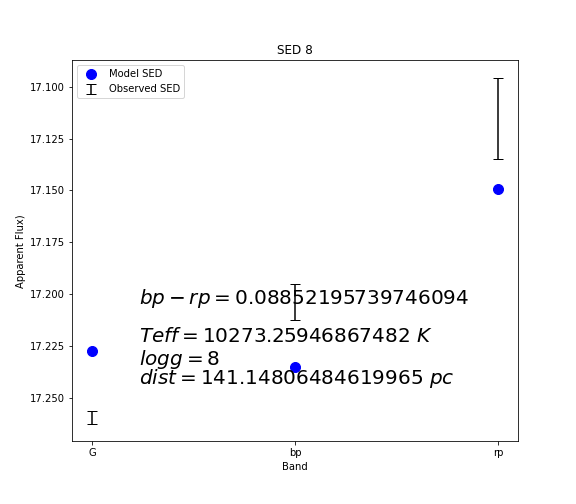 SED 8
Model SED
Observed SED
17.100
17.125
17.150
17.175
17.200
17.225
17.250
Apparent Flux)
bp − rp = 0.08852195739746094
Teff = 10273.25946867482 K
logg = 8
dist = 141.14806484619965 pc
G bp rp
Band